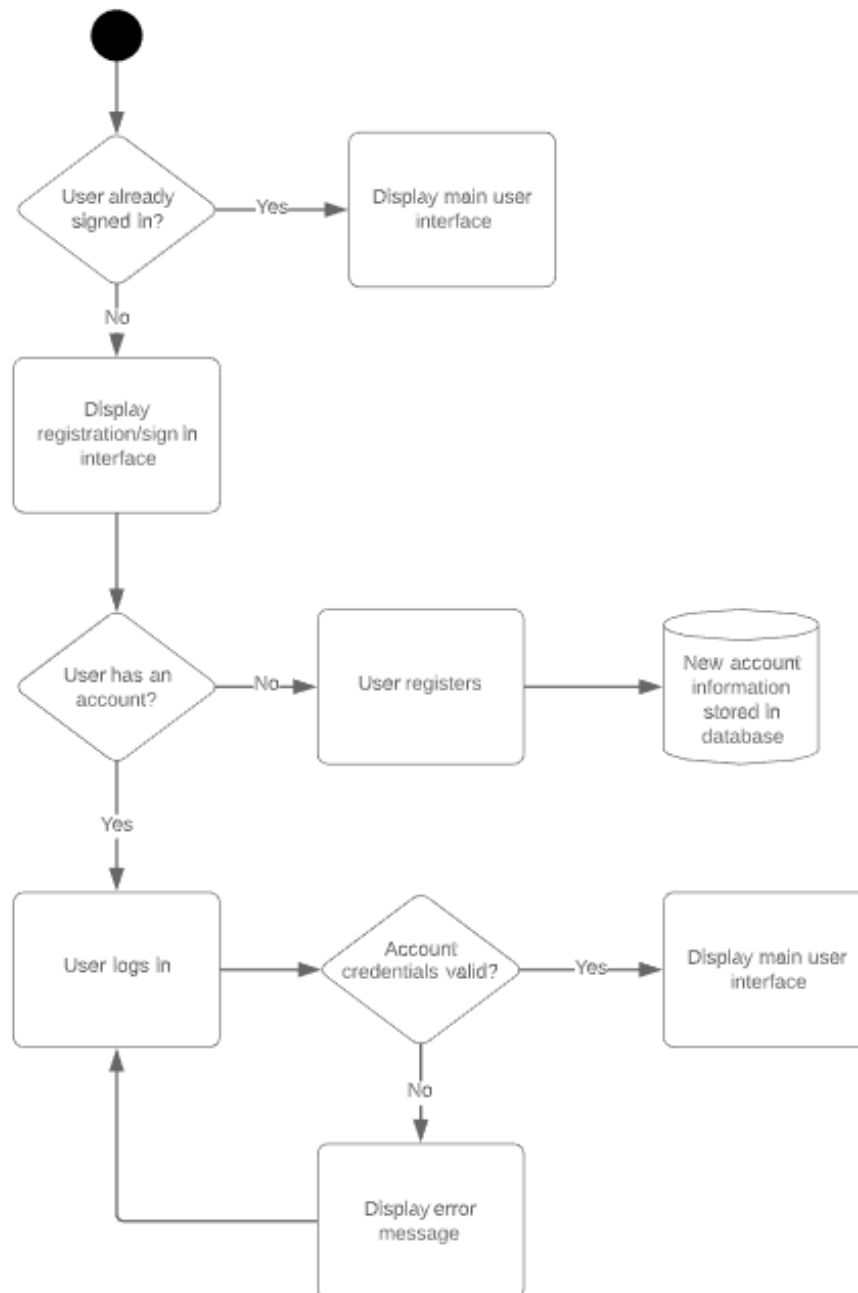 User already
signed in?
Yes
Display main user
interface
No
Display
registration/sign in
interface
User has an
account?
No
User registers
New account
information
stored in
database
Yes
User logs in
Account
credentials valid?
Yes
Display main user
interface
No
Display error
message